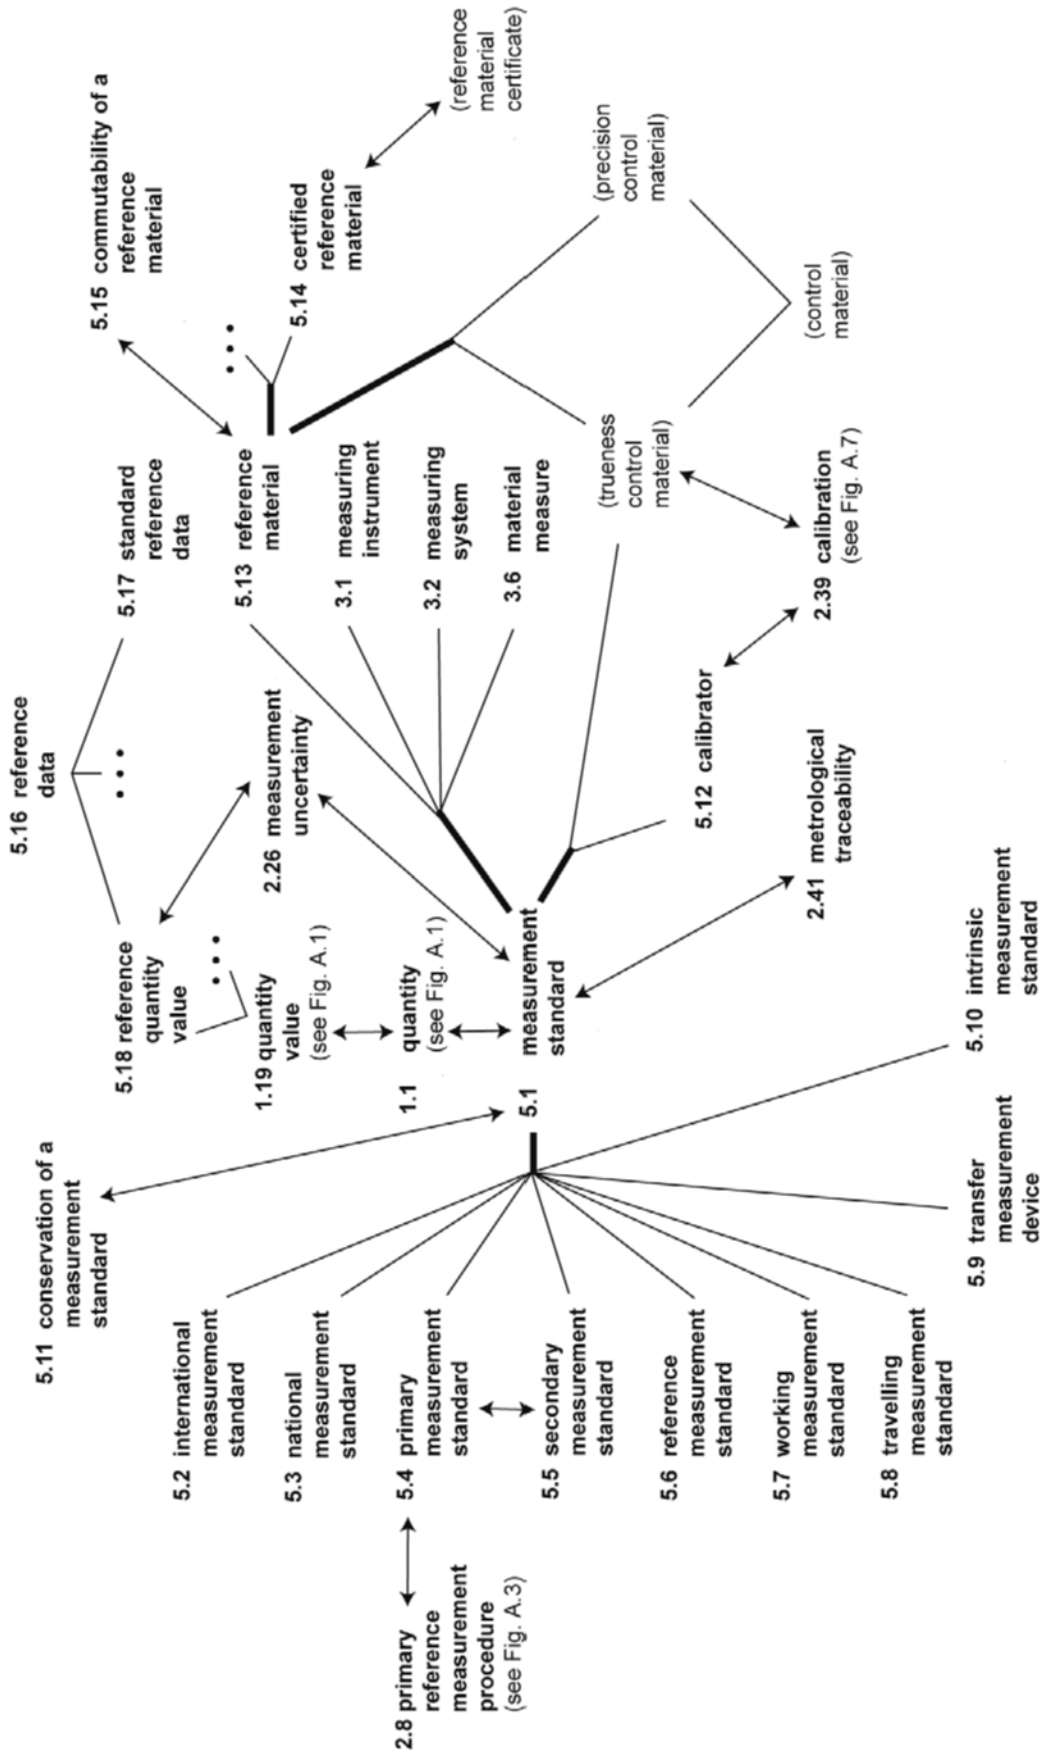 5.16 reference
data
5.11 conservation of a
measurement
standard
5.18 reference
quantity
value
5.17 standard
reference
data
5.15 commutability of a
reference
material
• • •
• • •
• • •
1.19 quantity
value
(see Fig. A.1)
2.26 measurement
uncertainty
5.13 reference
material
5.14 certified
reference
material
(reference
material
certificate)
5.2 international
measurement
standard
5.3 national
measurement
standard
2.8 primary
reference
measurement
procedure
(see Fig. A.3)
5.4 primary
measurement
standard
5.5 secondary
measurement
standard
5.6 reference
measurement
standard
5.7 working
measurement
standard
5.8 travelling
measurement
standard
1.1 quantity
(see Fig. A.1)
5.1 measurement
standard
3.1 measuring
instrument
3.2 measuring
system
3.6 material
measure
(trueness
control
material)
(precision
control
material)
5.12 calibrator
2.41 metrological
traceability
2.39 calibration
(see Fig. A.7)
(control
material)
5.9 transfer
measurement
device
5.10 intrinsic
measurement
standard